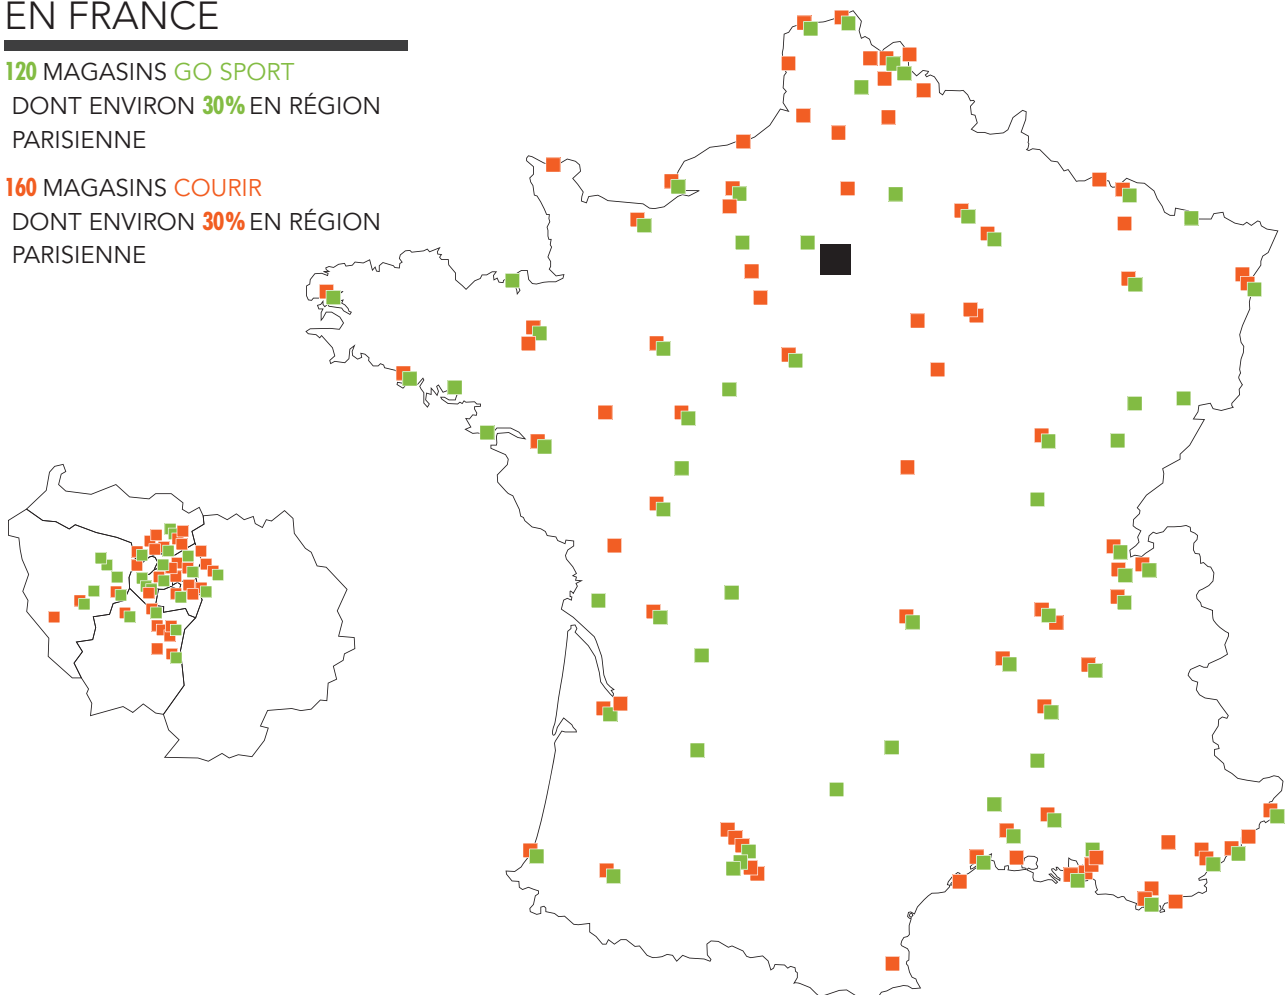 EN FRANCE
120 MAGASINS GO SPORT
DONT ENVIRON 30% EN RÉGION
PARISIENNE
160 MAGASINS COURIR
DONT ENVIRON 30% EN RÉGION
PARISIENNE